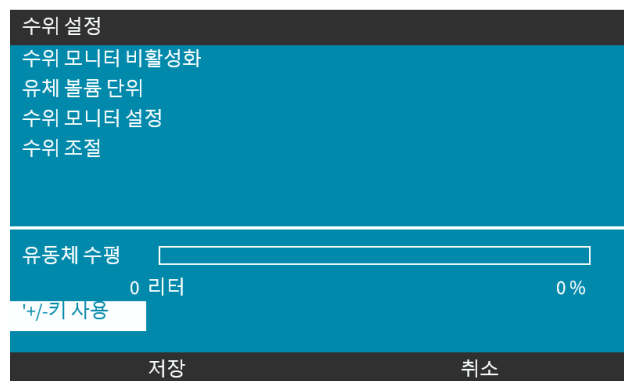 수위 설정
수위 모니터 비활성화
유체 볼륨 단위
수위 모니터 설정
수위 조절
유동체 수평
0 리터 0 %
'+/-키 사용
저장 취소